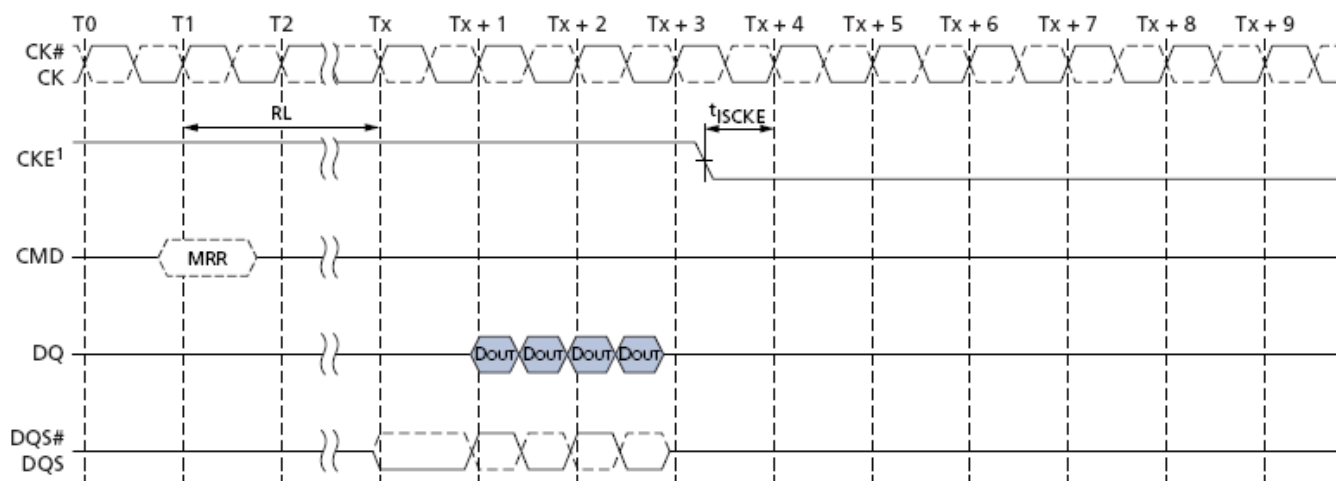 T0 T1 T2 Tx Tx + 1 Tx + 2 Tx + 3 Tx + 4 Tx + 5 Tx + 6 Tx + 7 Tx + 8 Tx + 9
CK#
CK
RL
tISCKE
CKE1
CMD MRR
DQ DOUT DOUT DOUT DOUT
DQS#
DQS